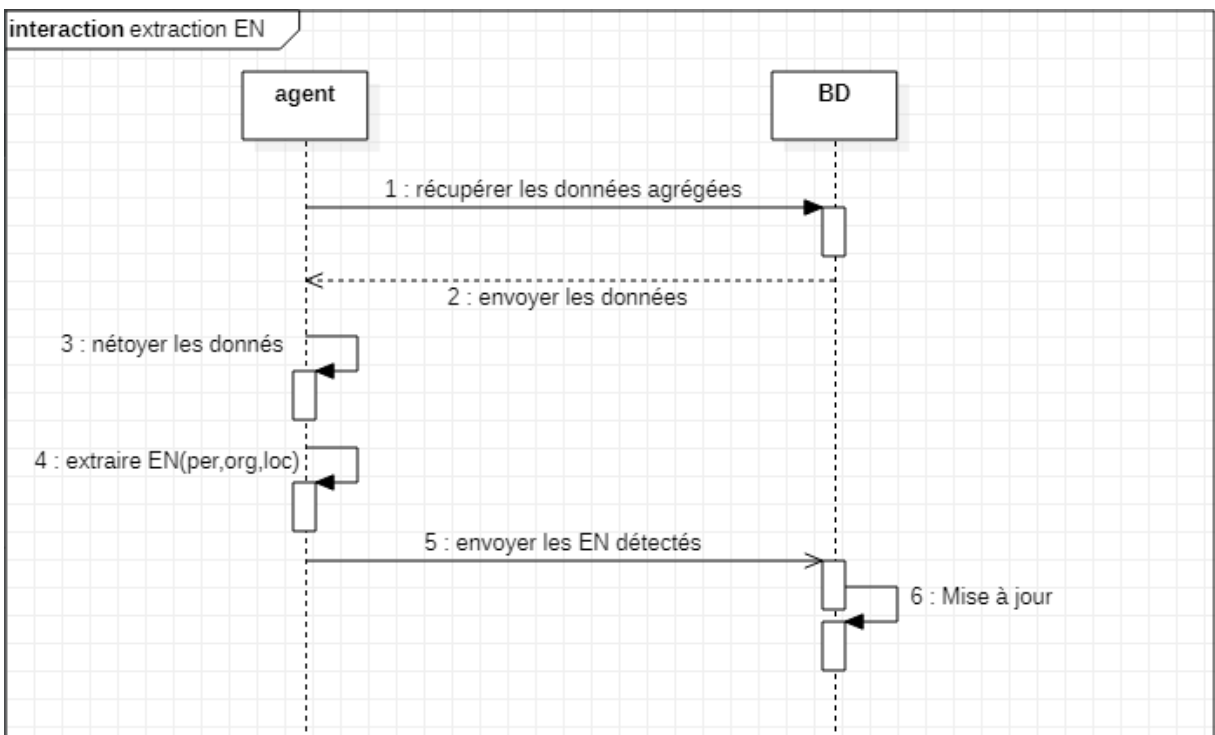 interaction extraction EN
agent
BD
1 : récupérer les données agrégées
2 : envoyer les données
3 : nétoyer les donnés
4 : extraire EN(per,org,loc)
5 : envoyer les EN détectés
6 : Mise à jour